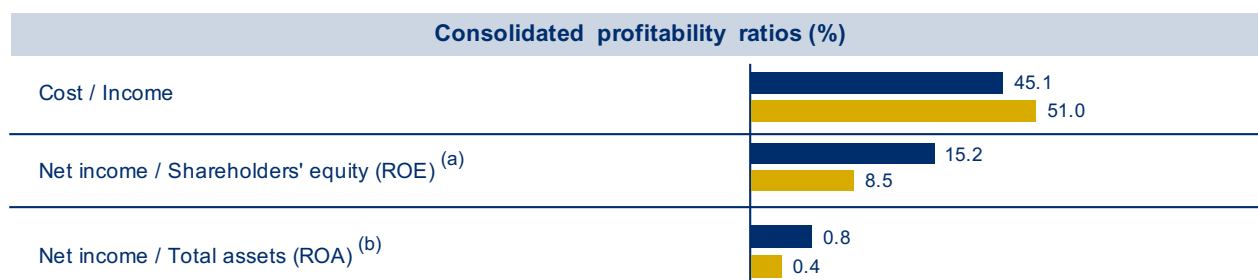 Consolidated profitability ratios (%)
Cost / Income
45.1
51.0
Net income / Shareholders' equity (ROE) (a)
15.2
8.5
Net income / Total assets (ROA) (b)
0.8
0.4